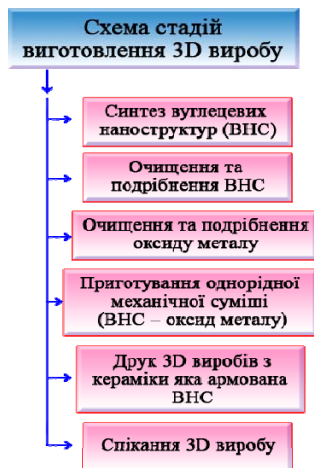 Схема стадій
виготовлення 3D виробу
Синтез вуглецевих
наноструктур (ВНС)
Очищення та
подрібнення ВНС
Очищення та подрібнення
оксиду металу
Приготування однорідної
механічної суміші
(ВНС – оксид металу)
Друк 3D виробів з
кераміки яка армована
ВНС
Спікання 3D виробу